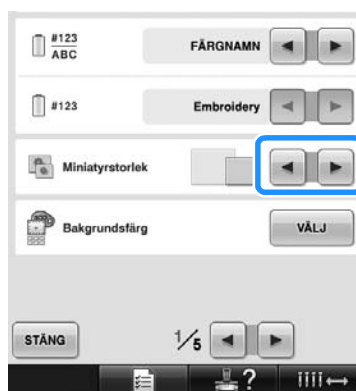 #123
ABC
FÄRGNAMN
#123
Embroidery
Miniatyrstorlek
Bakgrundsfärg
VÄLJ
STÄNG
1/5
?